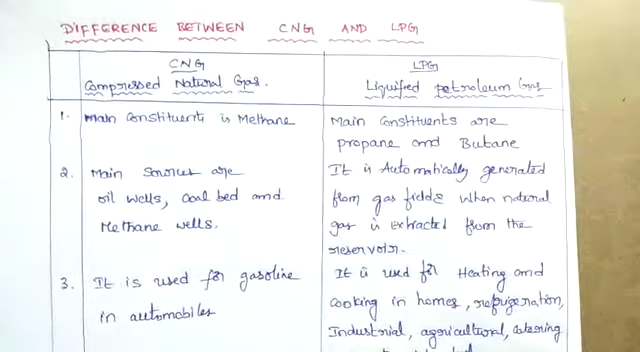 DIFFERENCE BETWEEN CNG AND LPG
CNG
Compressed Natural Gas.
LPG
Liquified petroleum Gas
1. Main Constituent is Methane
Main Constituents are
propane and Butane
2. Main Sources are
oil wells, coal bed and
Methane wells.
It is Automatically generated
from gas fields when natural
gas is extracted from the
reservoir.
3. It is used for gasoline
in automobiles
It is used for Heating and
cooking in homes, refrigeration,
Industrial, agricultural, catering